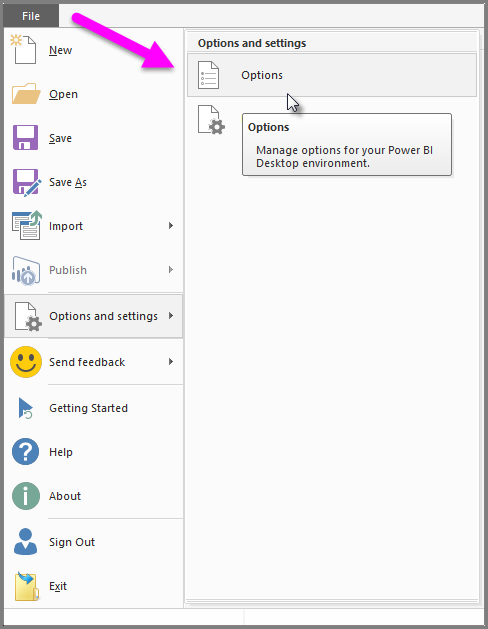 File
New
Open
Save
Save As
Import
Publish
Options and settings
Send feedback
Getting Started
Help
About
Sign Out
Exit
Options and settings
Options
Options
Manage options for your Power BI
Desktop environment.